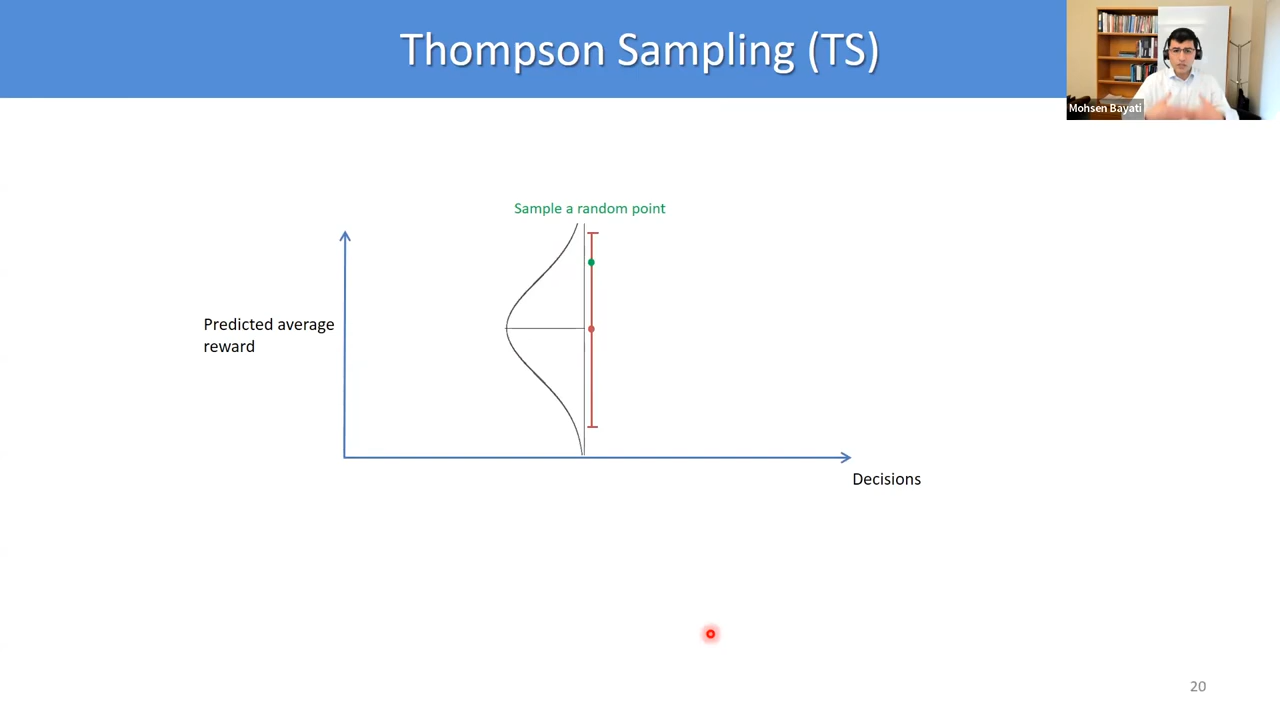 Thompson Sampling (TS)
Mohsen Bayati
Sample a random point
Predicted average
reward
Decisions
20